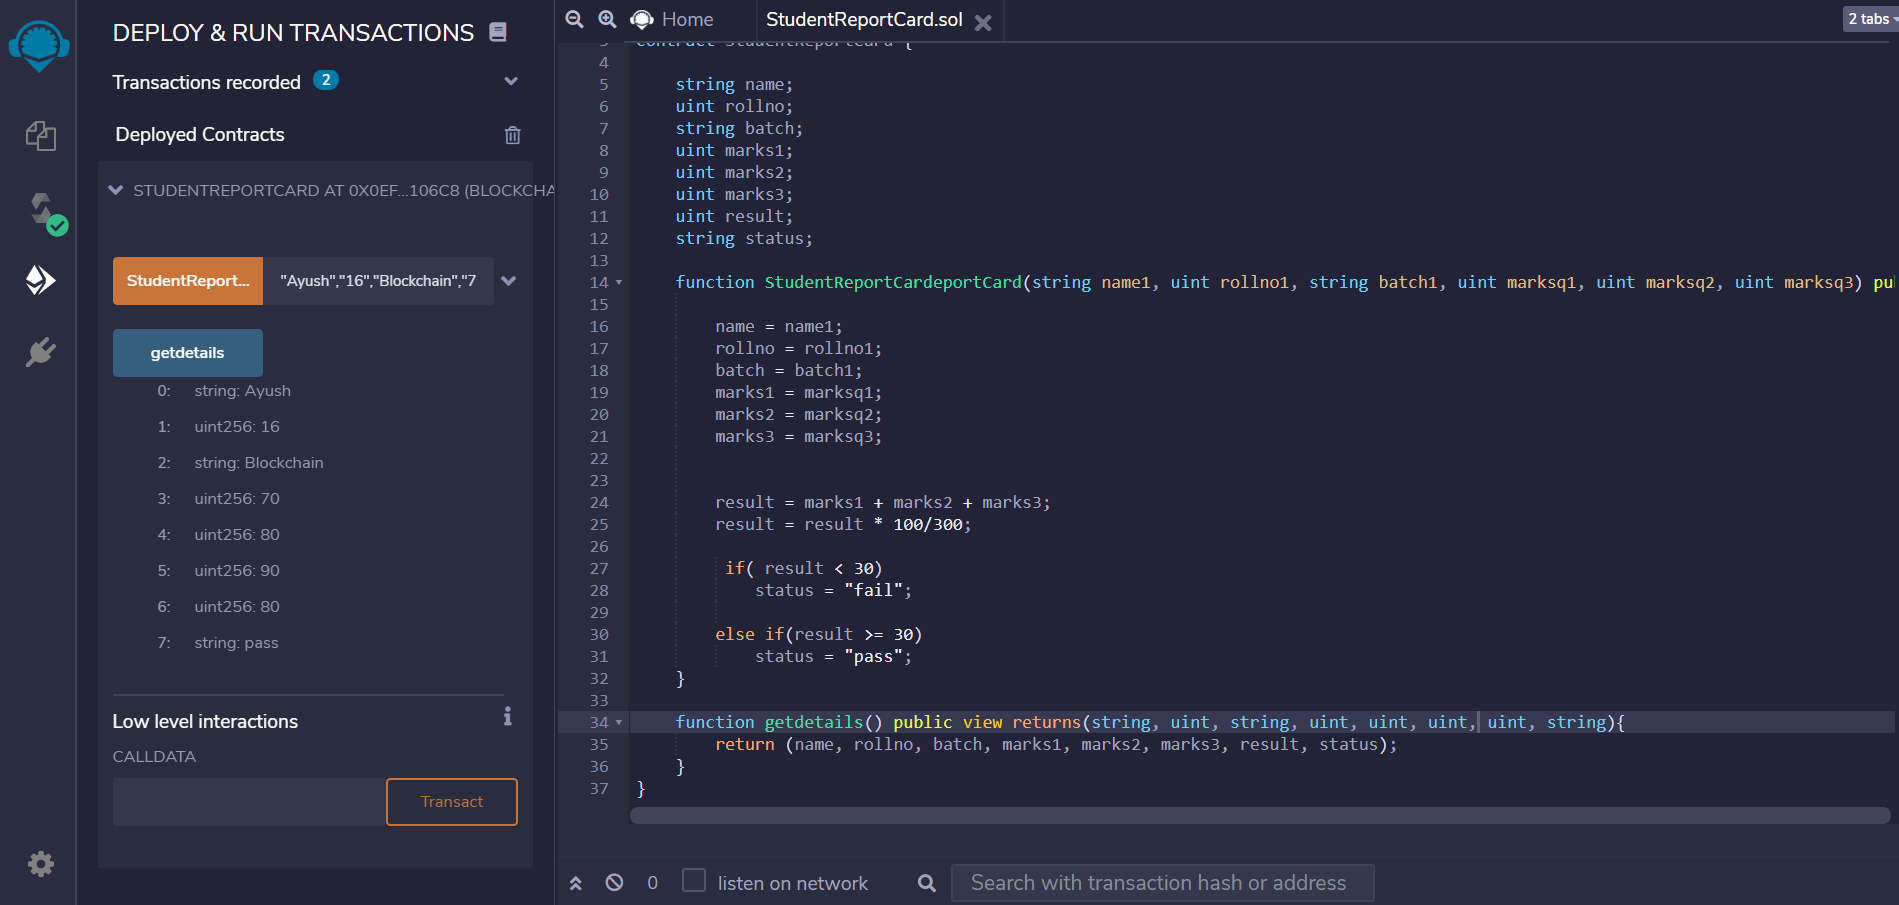 DEPLOY & RUN TRANSACTIONS
Transactions recorded 2
Deployed Contracts
STUDENTREPORTCARD AT 0X0EF...106C8 (BLOCKCHA
StudentReport... "Ayush","16","Blockchain","7
getdetails
0: string: Ayush
1: uint256: 16
2: string: Blockchain
3: uint256: 70
4: uint256: 80
5: uint256: 90
6: uint256: 80
7: string: pass
Low level interactions
CALLDATA
Transact
Home StudentReportCard.sol 2 tabs
3 contract StudentReportCard {
4
5 string name;
6 uint rollno;
7 string batch;
8 uint marks1;
9 uint marks2;
10 uint marks3;
11 uint result;
12 string status;
13
14 function StudentReportCardeportCard(string name1, uint rollno1, string batch1, uint marksq1, uint marksq2, uint marksq3) pu
15
16 name = name1;
17 rollno = rollno1;
18 batch = batch1;
19 marks1 = marksq1;
20 marks2 = marksq2;
21 marks3 = marksq3;
22
23
24 result = marks1 + marks2 + marks3;
25 result = result * 100/300;
26
27 if( result < 30)
28 status = "fail";
29
30 else if(result >= 30)
31 status = "pass";
32 }
33
34 function getdetails() public view returns(string, uint, string, uint, uint, uint, uint, string){
35 return (name, rollno, batch, marks1, marks2, marks3, result, status);
36 }
37 }
0 listen on network Search with transaction hash or address